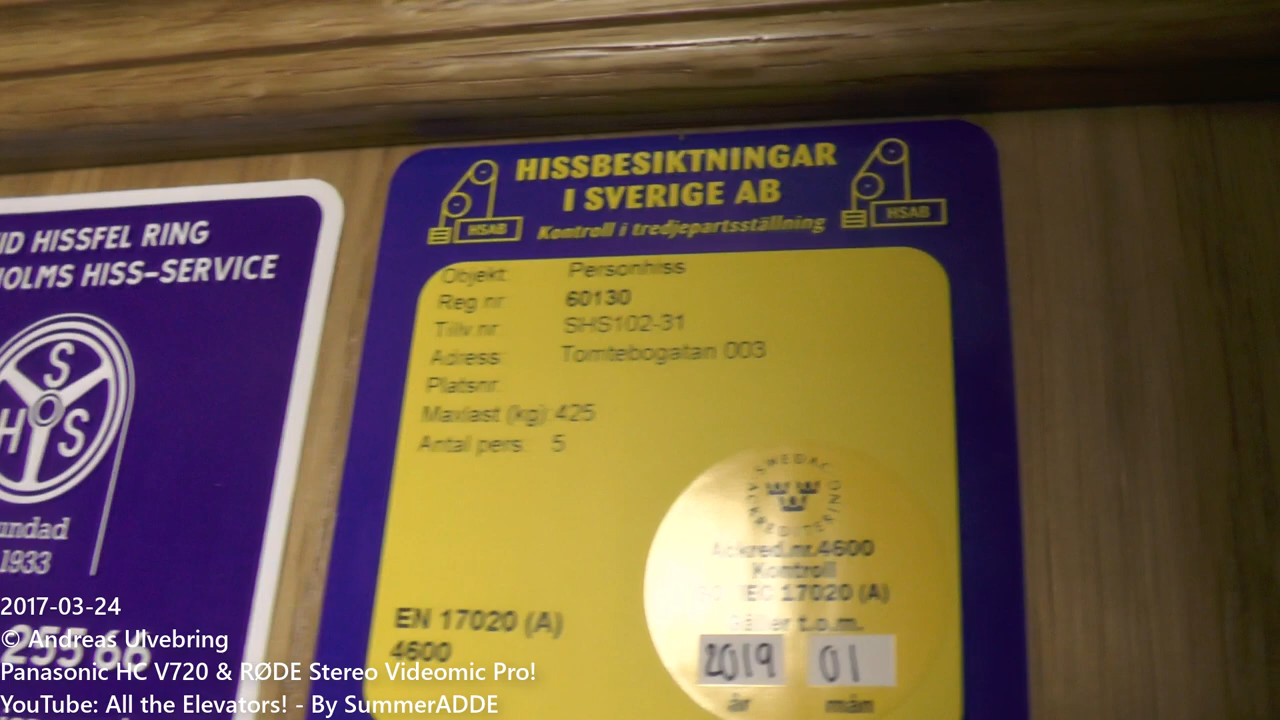 ID HISSFEL RING
OLMS HISS-SERVICE
S
H S
undad
1933
HISSBESIKTNINGAR
I SVERIGE AB
Kontroll i tredjepartsställning
HSAB
HSAB
Objekt: Personhiss
Reg nr: 60130
Tillv.nr: SHS102-31
Adress: Tomtebogatan 003
Platsnr:
Maxlast (kg): 425
Antal pers: 5
EN 17020 (A)
4600
SWEDAC
ACKREDITERING
Ackred.nr.4600
Kontroll
17020 (A)
Gäller t.o.m.
2019 01
år mån
2017-03-24
© Andreas Ulvebring
Panasonic HC V720 & RØDE Stereo Videomic Pro!
YouTube: All the Elevators! - By SummerADDE